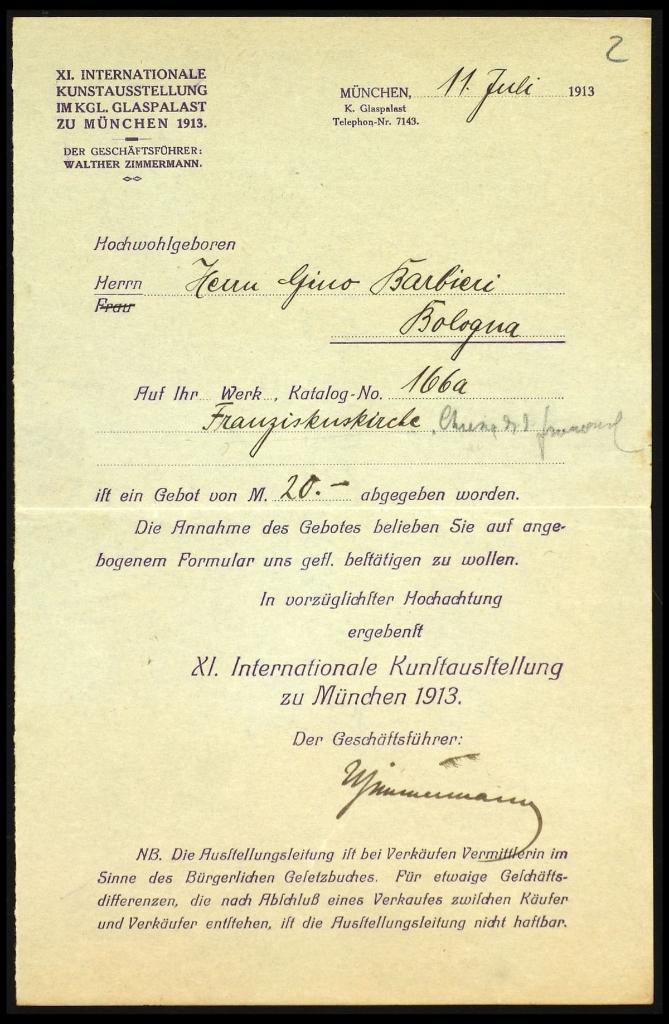 2
XI. INTERNATIONALE
KUNSTAUSSTELLUNG
IM KGL. GLASPALAST
ZU MÜNCHEN 1913.
DER GESCHÄFTSFÜHRER:
WALTHER ZIMMERMANN.
MÜNCHEN, 11. Juli 1913
K. Glaspalast
Telephon-Nr. 7143.
Hochwohlgeboren
Herrn Herrn Gino Barbieri
Frau
Bologna
Auf Ihr Werk, Katalog-No. 166a
Franziskuskirche
iſt ein Gebot von M. 20.- abgegeben worden.
Die Annahme des Gebotes belieben Sie auf ange-
bogenem Formular uns gefl. beſtätigen zu wollen.
In vorzüglichſter Hochachtung
ergebenſt
XI. Internationale Kunſtausſtellung
zu München 1913.
Der Geſchäftsführer:
WZimmermann
NB. Die Ausſtellungsleitung iſt bei Verkäufen Vermittlerin im
Sinne des Bürgerlichen Geſetzbuches. Für etwaige Geſchäfts-
differenzen, die nach Abſchluß eines Verkaufes zwiſchen Käufer
und Verkäufer entſtehen, iſt die Ausſtellungsleitung nicht haftbar.